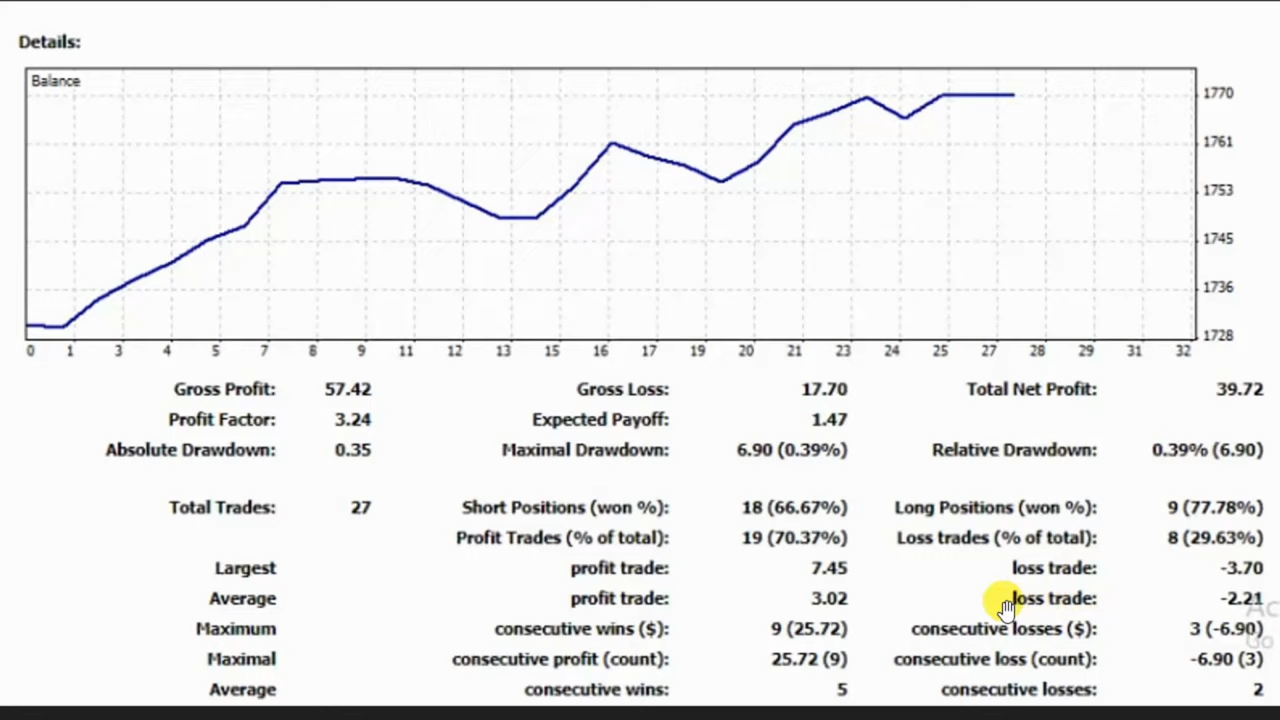 Details:
Balance
1770
1761
1753
1745
1736
1728
0 1 3 4 5 7 8 9 11 12 13 15 16 17 19 20 21 23 24 25 27 28 29 31 32
Gross Profit: 57.42 Gross Loss: 17.70 Total Net Profit: 39.72
Profit Factor: 3.24 Expected Payoff: 1.47
Absolute Drawdown: 0.35 Maximal Drawdown: 6.90 (0.39%) Relative Drawdown: 0.39% (6.90)
Total Trades: 27 Short Positions (won %): 18 (66.67%) Long Positions (won %): 9 (77.78%)
Profit Trades (% of total): 19 (70.37%) Loss trades (% of total): 8 (29.63%)
Largest profit trade: 7.45 loss trade: -3.70
Average profit trade: 3.02 loss trade: -2.21
Maximum consecutive wins ($): 9 (25.72) consecutive losses ($): 3 (-6.90)
Maximal consecutive profit (count): 25.72 (9) consecutive loss (count): -6.90 (3)
Average consecutive wins: 5 consecutive losses: 2